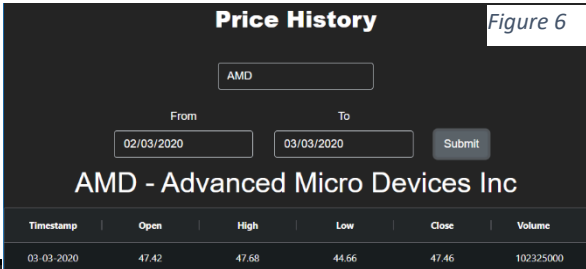 Price History
Figure 6
AMD
From To
02/03/2020 03/03/2020 Submit
AMD - Advanced Micro Devices Inc
Timestamp Open High Low Close Volume
03-03-2020 47.42 47.68 44.66 47.46 102325000